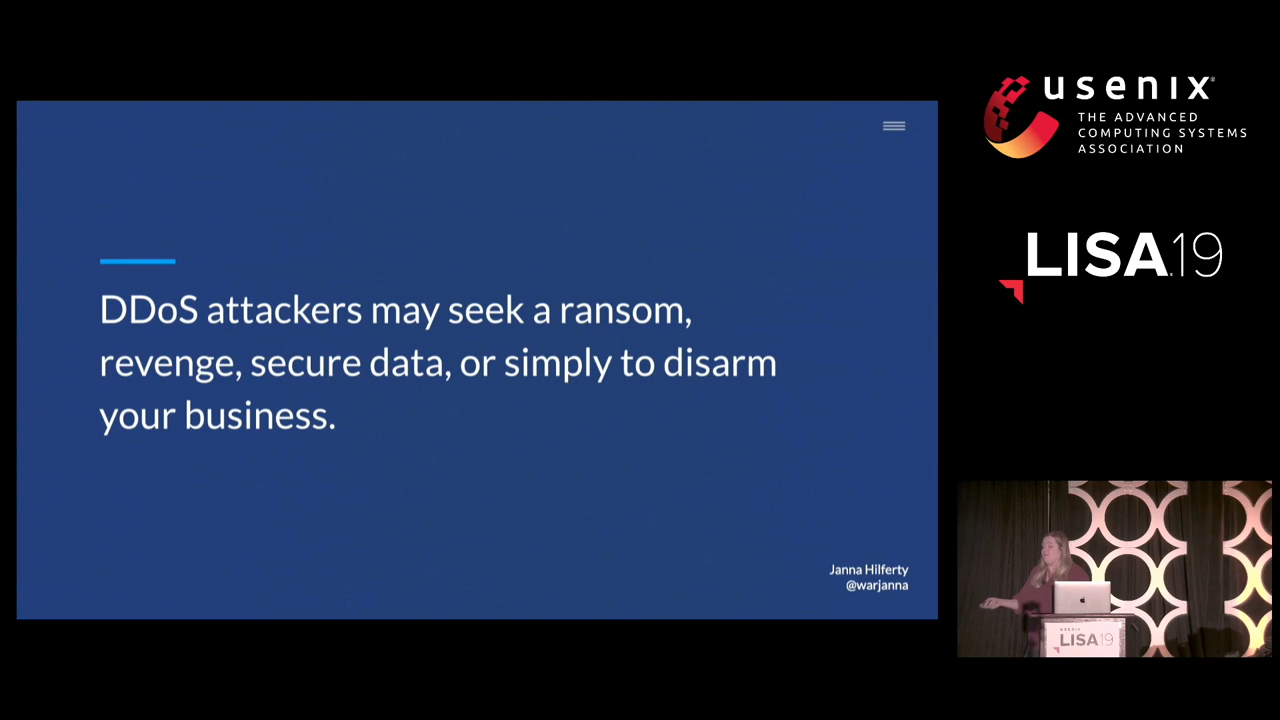 usenix
THE ADVANCED
COMPUTING SYSTEMS
ASSOCIATION
LISA19
DDoS attackers may seek a ransom,
revenge, secure data, or simply to disarm
your business.
Janna Hilferty
@warjanna
USENIX
LISA19